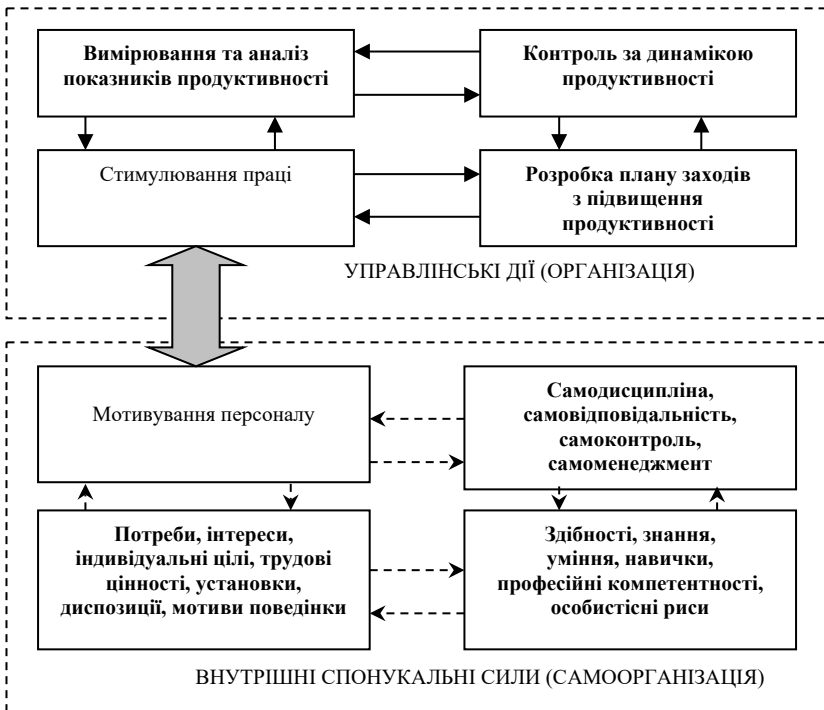 Вимірювання та аналіз
показників продуктивності
Контроль за динамікою
продуктивності
Стимулювання праці
Розробка плану заходів
з підвищення
продуктивності
УПРАВЛІНСЬКІ ДІЇ (ОРГАНІЗАЦІЯ)
Мотивування персоналу
Самодисципліна,
самовідповідальність,
самоконтроль,
самоменеджмент
Потреби, інтереси,
індивідуальні цілі, трудові
цінності, установки,
диспозиції, мотиви поведінки
Здібності, знання,
уміння, навички,
професійні компетентності,
особистісні риси
ВНУТРІШНІ СПОНУКАЛЬНІ СИЛИ (САМООРГАНІЗАЦІЯ)